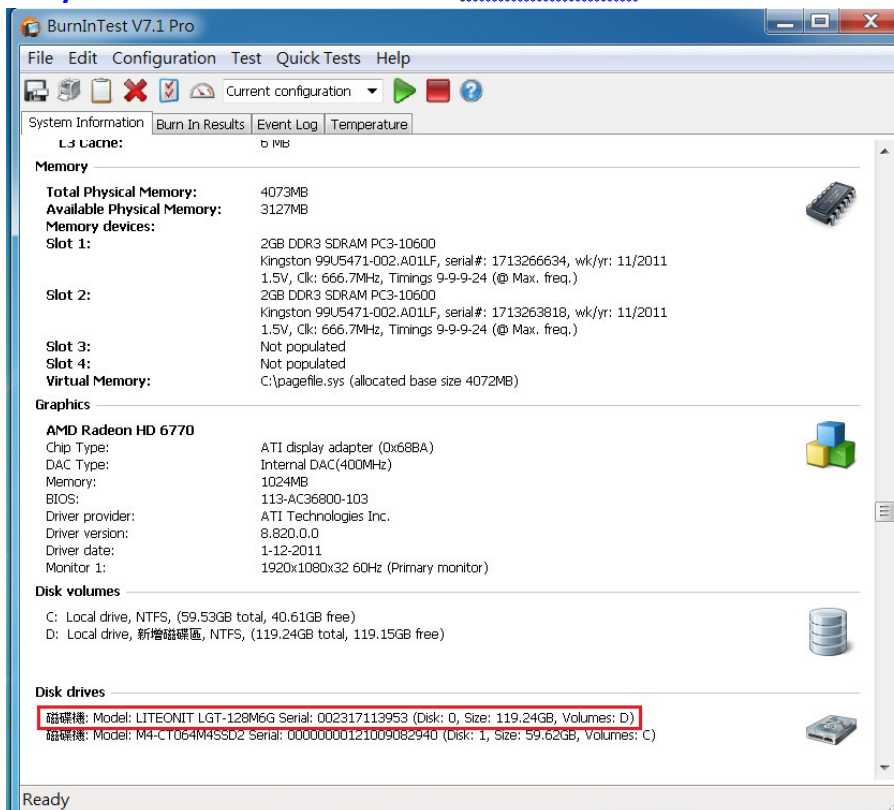 BurnInTest V7.1 Pro
File Edit Configuration Test Quick Tests Help
Current configuration
System Information Burn In Results Event Log Temperature
L3 Cache: 6 MB
Memory
Total Physical Memory: 4073MB
Available Physical Memory: 3127MB
Memory devices:
Slot 1: 2GB DDR3 SDRAM PC3-10600
Kingston 99U5471-002.A01LF, serial#: 1713266634, wk/yr: 11/2011
1.5V, Clk: 666.7MHz, Timings 9-9-9-24 (@ Max. freq.)
Slot 2: 2GB DDR3 SDRAM PC3-10600
Kingston 99U5471-002.A01LF, serial#: 1713263818, wk/yr: 11/2011
1.5V, Clk: 666.7MHz, Timings 9-9-9-24 (@ Max. freq.)
Slot 3: Not populated
Slot 4: Not populated
Virtual Memory: C:\pagefile.sys (allocated base size 4072MB)
Graphics
AMD Radeon HD 6770
Chip Type: ATI display adapter (0x68BA)
DAC Type: Internal DAC(400MHz)
Memory: 1024MB
BIOS: 113-AC36800-103
Driver provider: ATI Technologies Inc.
Driver version: 8.820.0.0
Driver date: 1-12-2011
Monitor 1: 1920x1080x32 60Hz (Primary monitor)
Disk volumes
C: Local drive, NTFS, (59.53GB total, 40.61GB free)
D: Local drive, 新增磁碟區, NTFS, (119.24GB total, 119.15GB free)
Disk drives
磁碟機: Model: LITEONIT LGT-128M6G Serial: 002317113953 (Disk: 0, Size: 119.24GB, Volumes: D)
磁碟機: Model: M4-CT064M4SSD2 Serial: 00000000121009082940 (Disk: 1, Size: 59.62GB, Volumes: C)
Ready